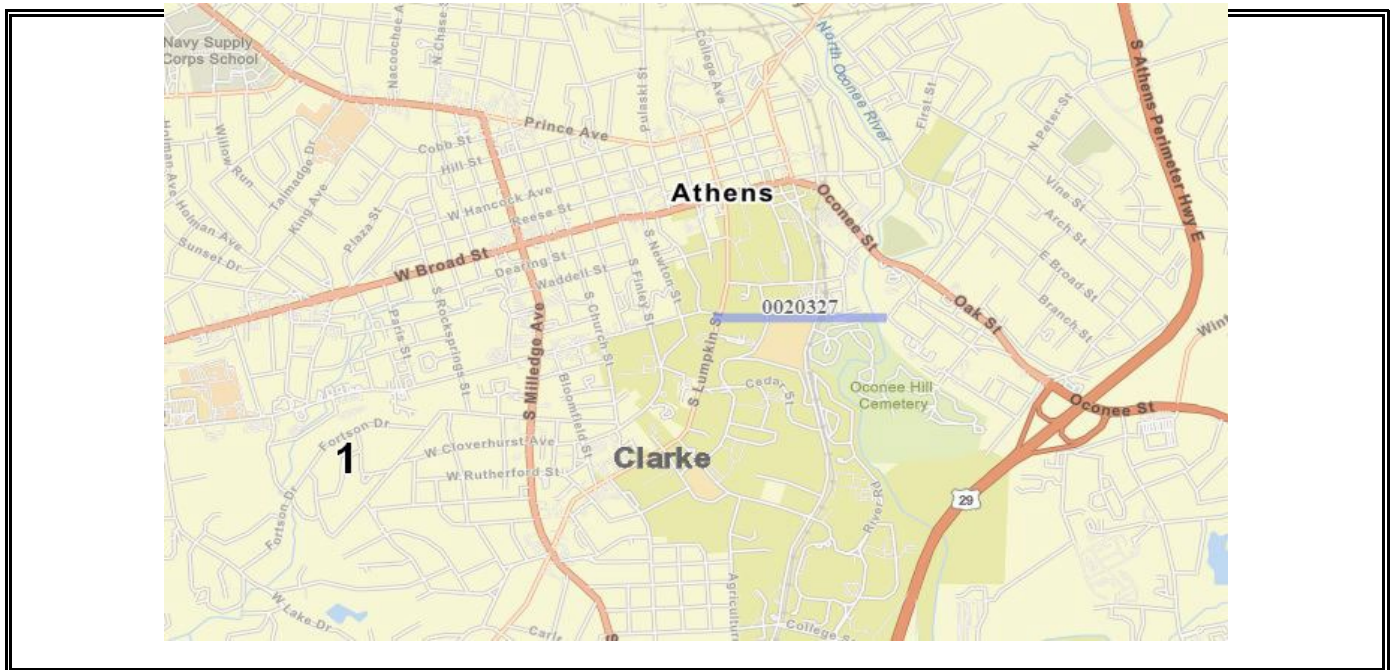 Navy Supply
Corps School
Nacoochee A
N Chase S
College Ave
Pulaski St
North Oconee River
S Athens Perimeter Hwy E
First St
N Peter St
Prince Ave
Cobb St
Hill St
Holman Ave
Willow Run
Talmadge Dr
King Ave
Plaza St
W Hancock Ave
Reese St
Athens
Oconee St
Vine St
Arch St
E Broad St
Branch St
Holman Ave
Sunset Dr
W Broad St
Dearing St
Waddell St
S Newton St
S Finley St
S Church St
S Rocksprings St
Paris St
S Milledge Ave
0020327
S Lumpkin St
Oak St
Wint
Cedar St
Oconee Hill
Cemetery
Oconee St
Bloomfield St
Fortson Dr
1
W Cloverhurst Ave
Clarke
W Rutherford St
River Rd
29
Fortson Dr
W Lake Dr
Agricultur
Carlt
S
College S